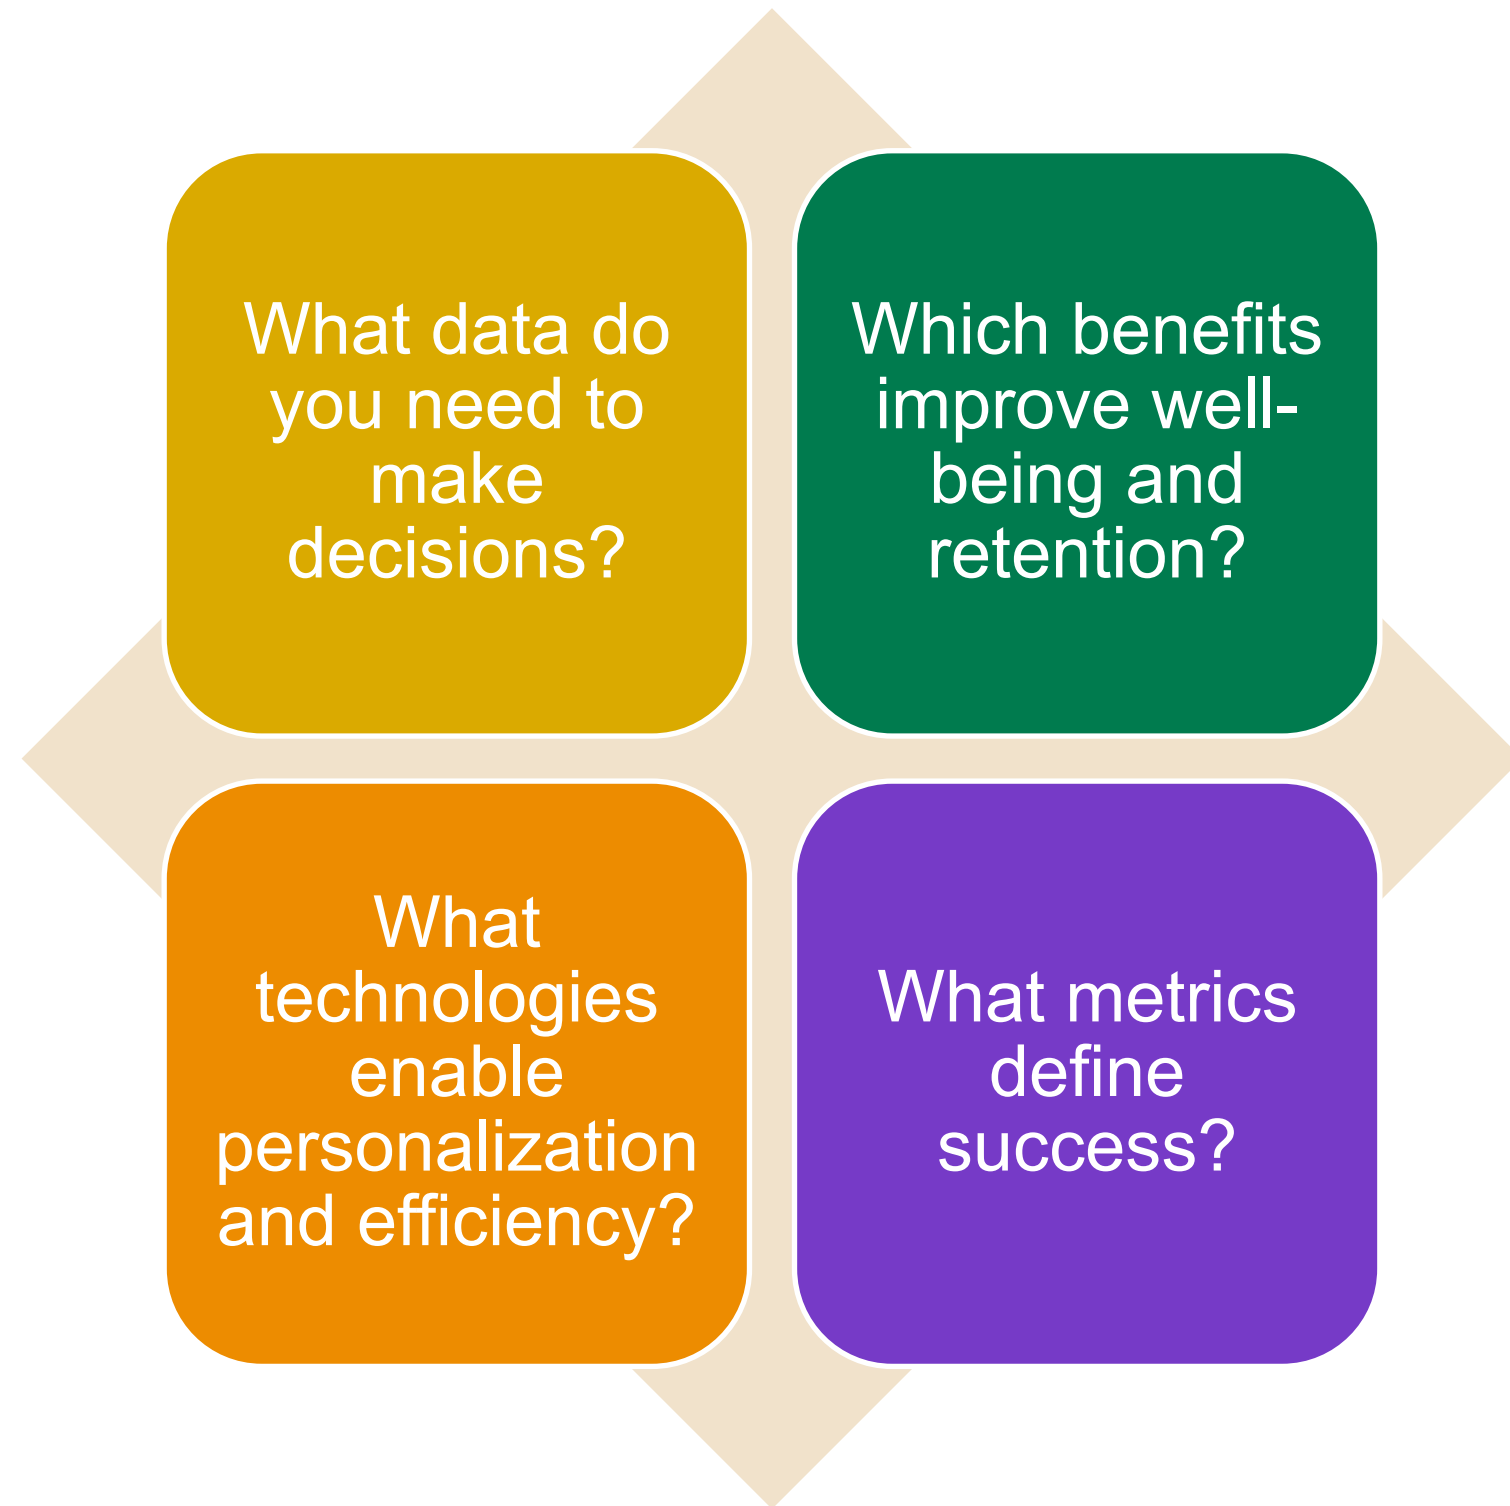 What data do
you need to
make
decisions?
Which benefits
improve well-
being and
retention?
What
technologies
enable
personalization
and efficiency?
What metrics
define
success?